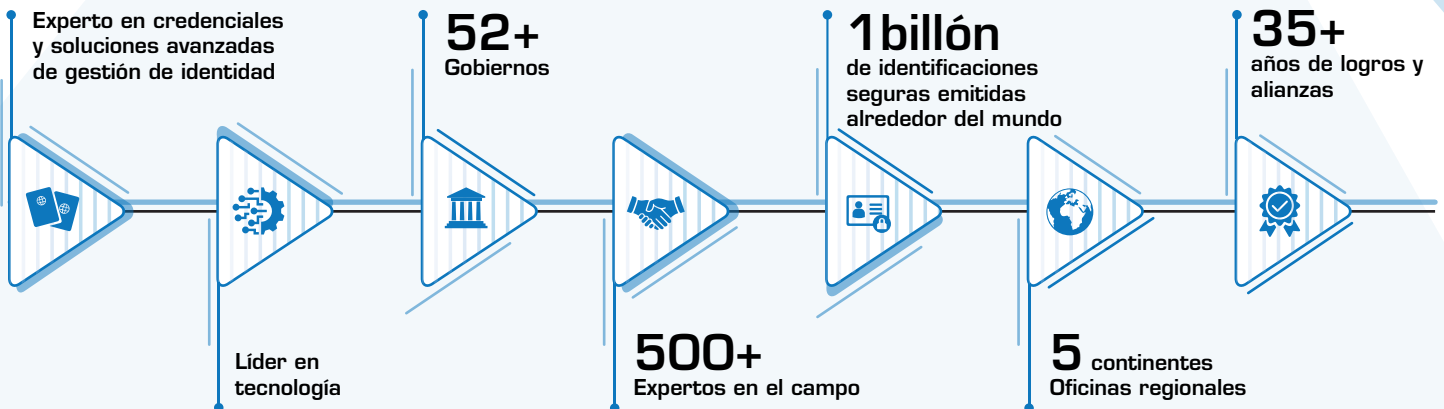 Experto en credenciales
y soluciones avanzadas
de gestión de identidad
Líder en
tecnología
52+
Gobiernos
500+
Expertos en el campo
1billón
de identificaciones
seguras emitidas
alrededor del mundo
5 continentes
Oficinas regionales
35+
años de logros y
alianzas